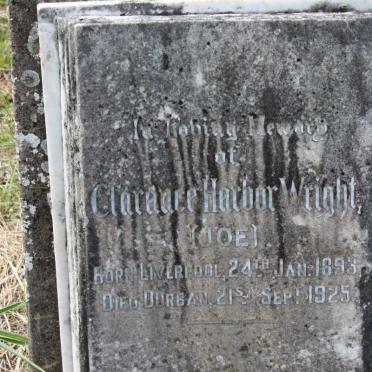 In Loving Memory
of
Clarence Harbor Wright,
(JOE)
BORN LIVERPOOL, 24TH JAN. 1893
DIED DURBAN, 21ST SEPT. 1925